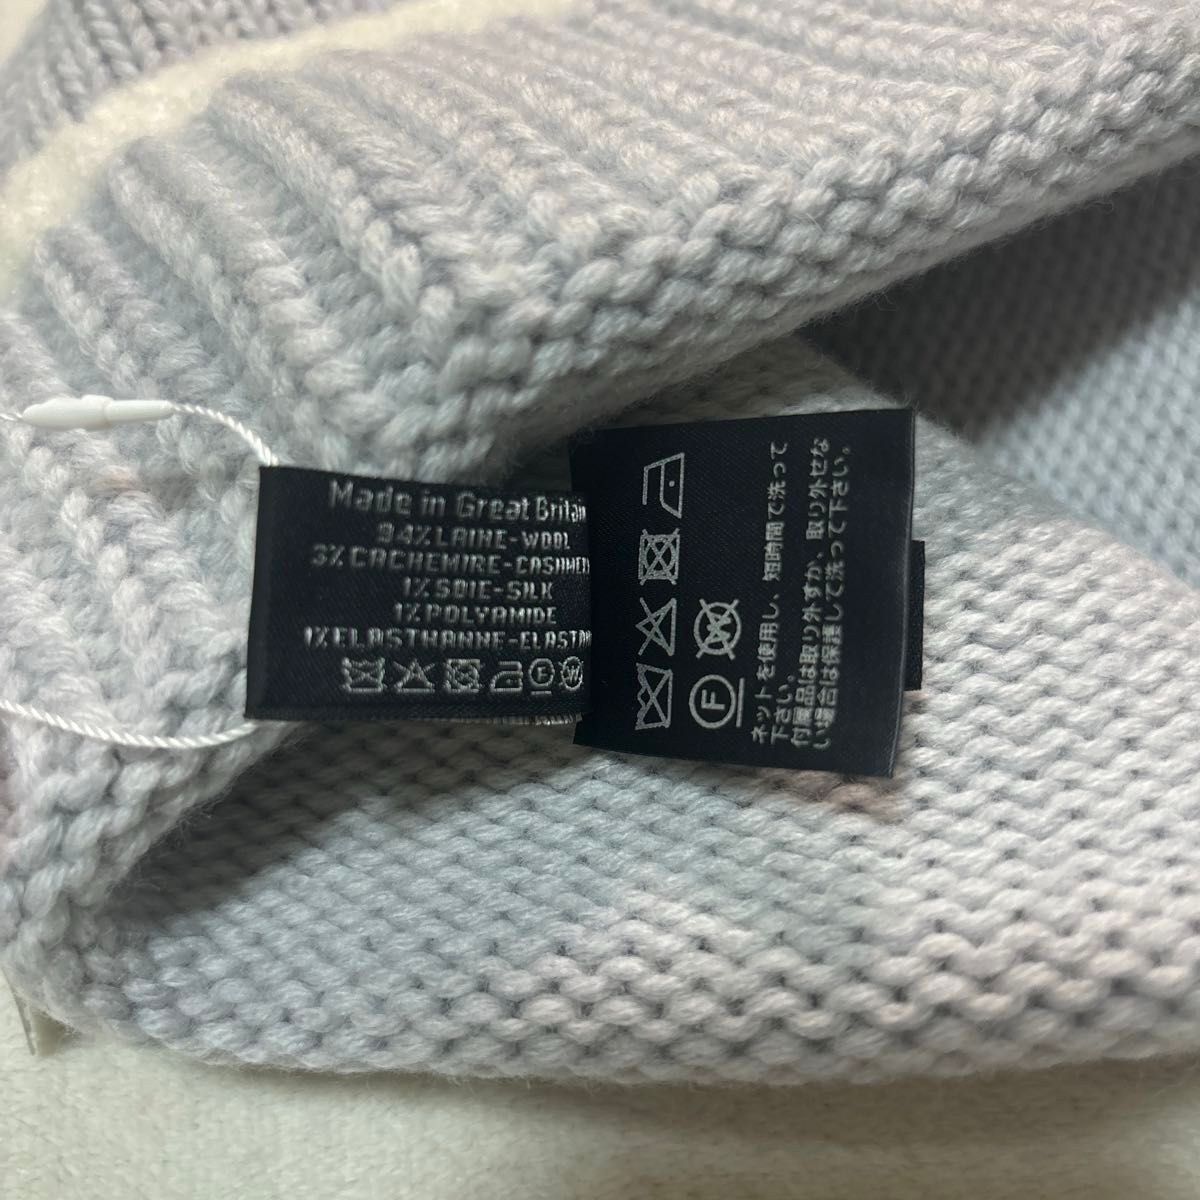 Made in Great Britain
94% LAINE-WOOL
3% CACHEMIRE-CASHMERE
1% SOIE-SILK
1% POLYAMIDE
1% ELASTHANNE-ELASTAN
F
W
ネットを使用し、短時間で洗って
下さい。
付属品は取り外すか、取り外せな
い場合は保護して洗って下さい。